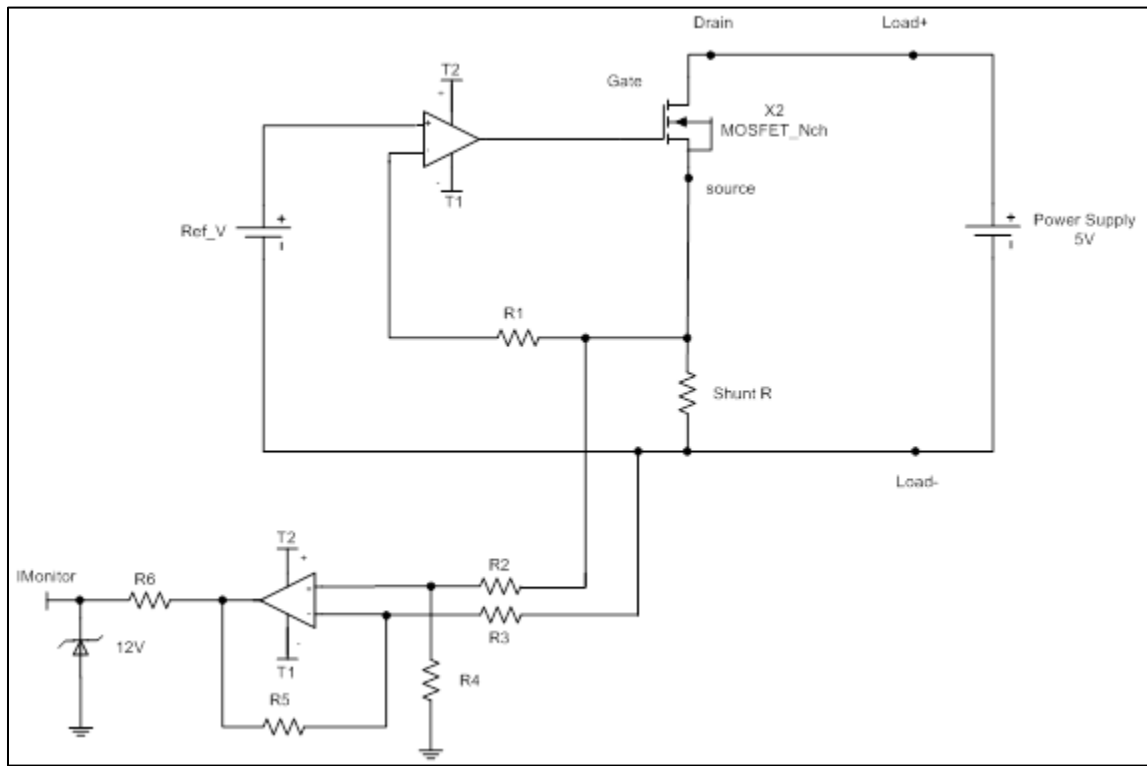 Drain
Load+
T2
+
Gate
X2
MOSFET_Nch
+
-
-
T1
source
Ref_V
+
Power Supply
5V
+
R1
Shunt R
Load-
T2
+
IMonitor
R6
R2
+
-
R3
12V
-
T1
R4
R5